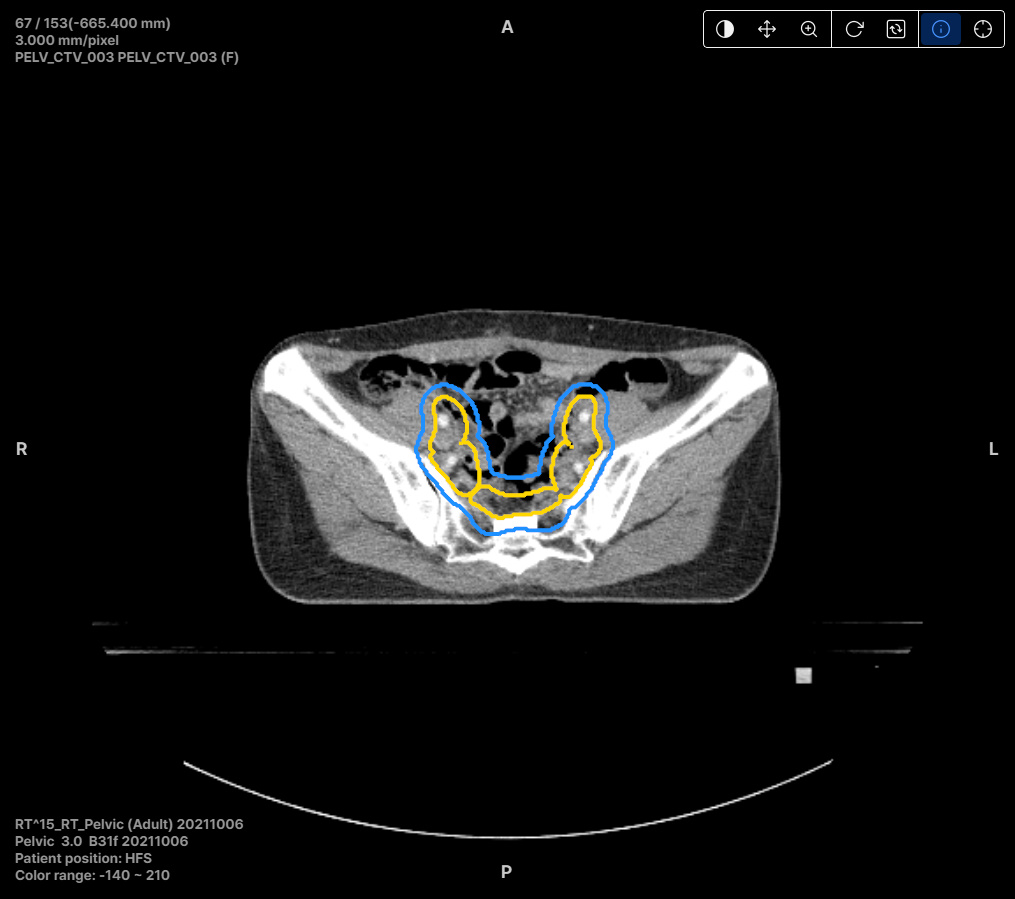 67 / 153(-665.400 mm)
3.000 mm/pixel
PELV_CTV_003 PELV_CTV_003 (F)
A
R
L
RT^15_RT_Pelvic (Adult) 20211006
Pelvic  3.0  B31f 20211006
Patient position: HFS
Color range: -140 ~ 210
P